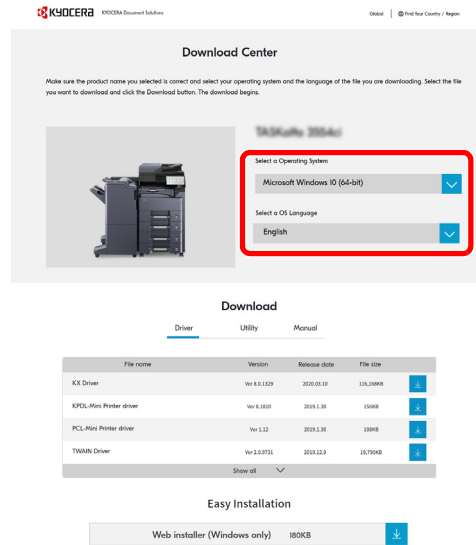 KYOCERA KYOCERA Document Solutions Global Find Your Country / Region
Download Center
Make sure the product name you selected is correct and select your operating system and the language of the file you are downloading. Select the file
you want to download and click the Download button. The download begins.
Select a Operating System
Microsoft Windows 10 (64-bit)
Select a OS Language
English
Download
Driver Utility Manual
File name Version Release date File size
KX Driver Ver 8.0.1329 2020.03.10 116,168KB
KPDL-Mini Printer driver Ver 8.1810 2019.1.30 156KB
PCL-Mini Printer driver Ver 1.12 2019.1.30 108KB
TWAIN Driver Ver 2.0.9731 2019.12.9 19,790KB
Show all
Easy Installation
Web installer (Windows only) 180KB